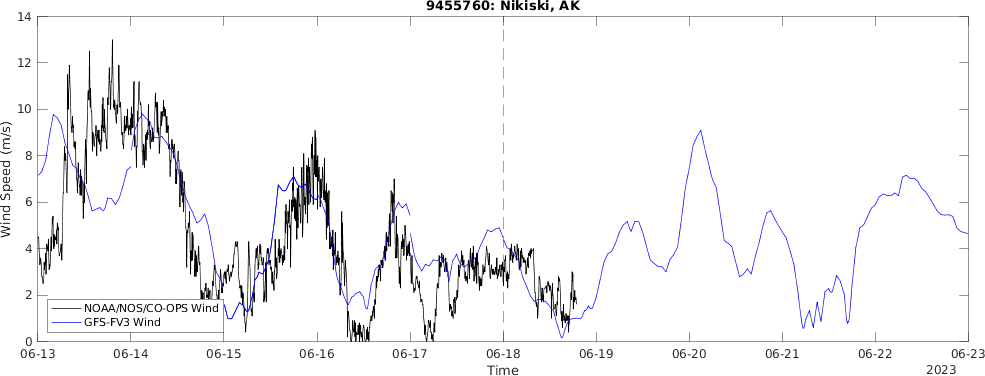 9455760: Nikiski, AK
Wind Speed (m/s)
14
12
10
8
6
4
2
0
NOAA/NOS/CO-OPS Wind
GFS-FV3 Wind
06-13 06-14 06-15 06-16 06-17 06-18 06-19 06-20 06-21 06-22 06-23
Time
2023